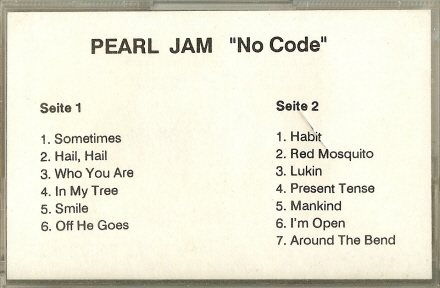 PEARL JAM "No Code"
Seite 1
1. Sometimes
2. Hail, Hail
3. Who You Are
4. In My Tree
5. Smile
6. Off He Goes
Seite 2
1. Habit
2. Red Mosquito
3. Lukin
4. Present Tense
5. Mankind
6. I'm Open
7. Around The Bend